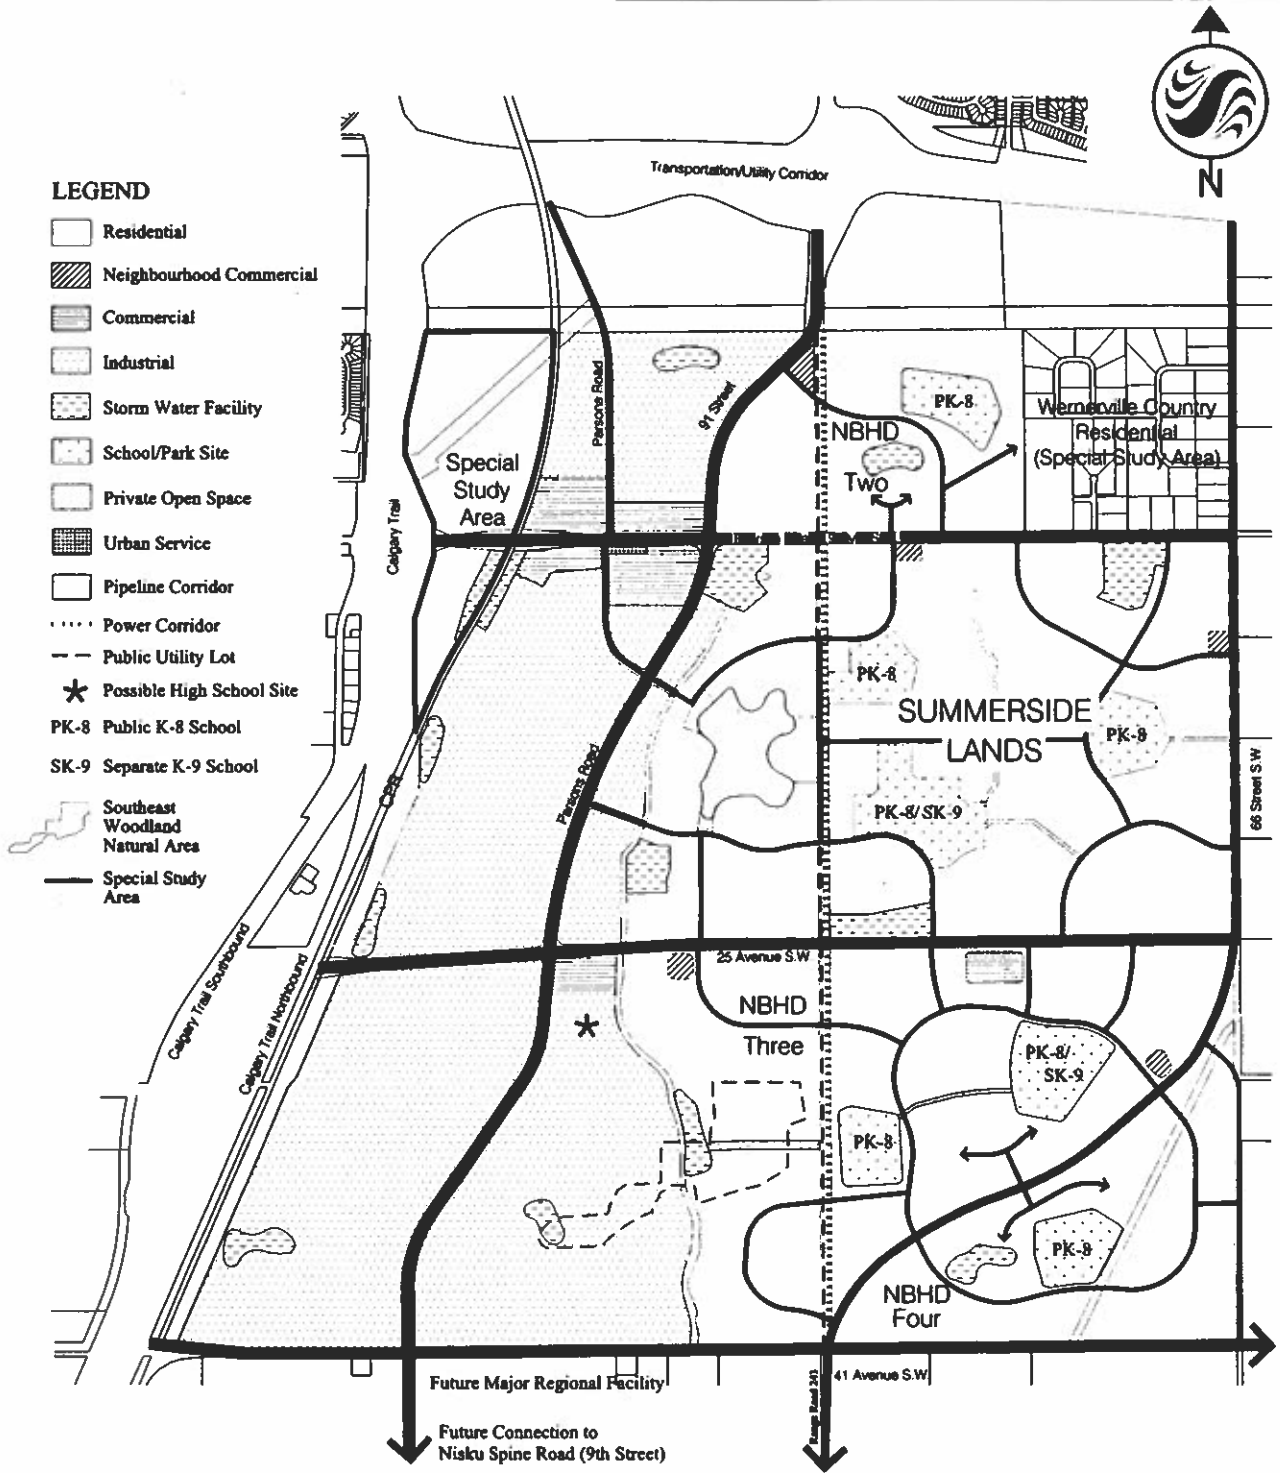 N
Transportation/Utility Corridor
LEGEND
Residential
Neighbourhood Commercial
Commercial
Industrial
Storm Water Facility
School/Park Site
Private Open Space
Urban Service
Pipeline Corridor
Power Corridor
Public Utility Lot
Possible High School Site
PK-8 Public K-8 School
SK-9 Separate K-9 School
Southeast
Woodland
Natural Area
Special Study
Area
Parsons Road
91 Street
PK-8
NBHD
Two
Wernerville Country
Residential
(Special Study Area)
Special
Study
Area
Calgary Trail
PK-8
SUMMERSIDE
LANDS
PK-8
66 Street S.W
CPR
Parsons Road
PK-8/SK-9
25 Avenue S.W
Calgary Trail Southbound
Calgary Trail Northbound
NBHD
Three
PK-8/
SK-9
PK-8
PK-8
NBHD
Four
41 Avenue S.W
Range Road 243
Future Major Regional Facility
Future Connection to
Nisku Spine Road (9th Street)